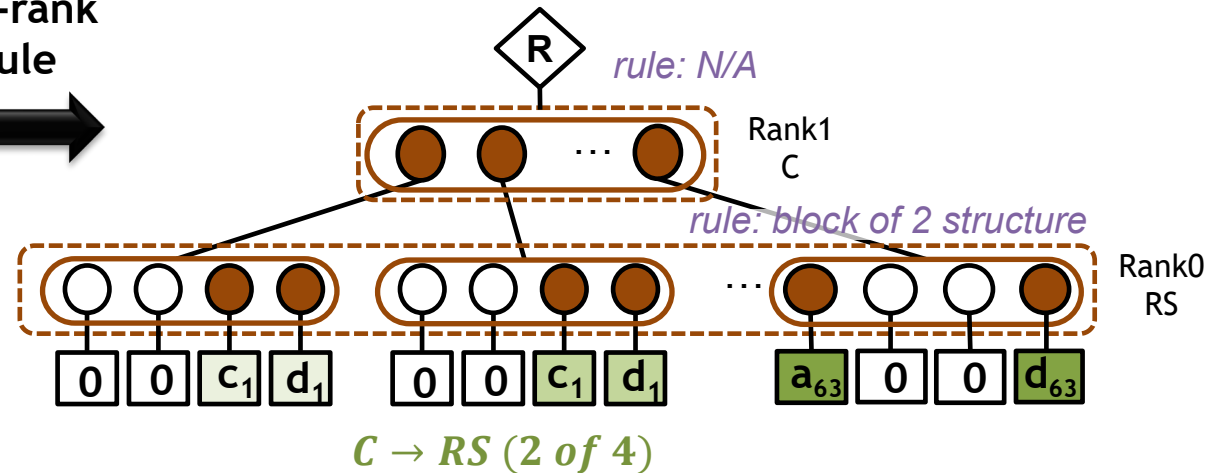 -rank
ule
R
rule: N/A
...
Rank1
C
rule: block of 2 structure
...
Rank0
RS
0 0 c₁ d₁ 0 0 c₁ d₁ a₆₃ 0 0 d₆₃
C → RS (2 of 4)